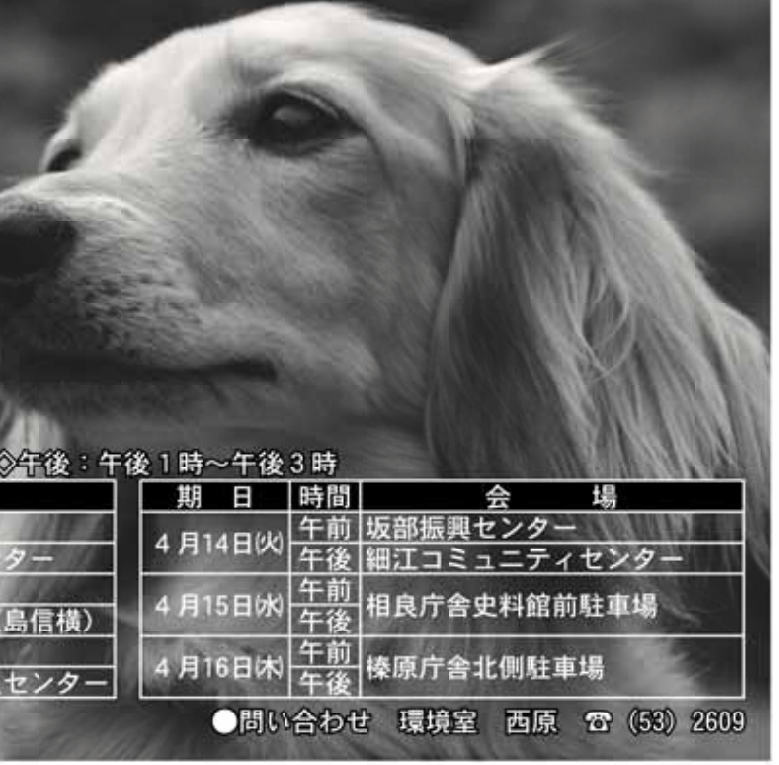 ◇午後：午後1時～午後3時
期　日 時間 会　場
4月14日㈫ 午前 坂部振興センター
ター 午後 細江コミュニティセンター
4月15日㈬ 午前 相良庁舎史料館前駐車場
島信横） 午後
4月16日㈭ 午前 榛原庁舎北側駐車場
センター 午後
●問い合わせ　環境室　西原　☎（53）2609